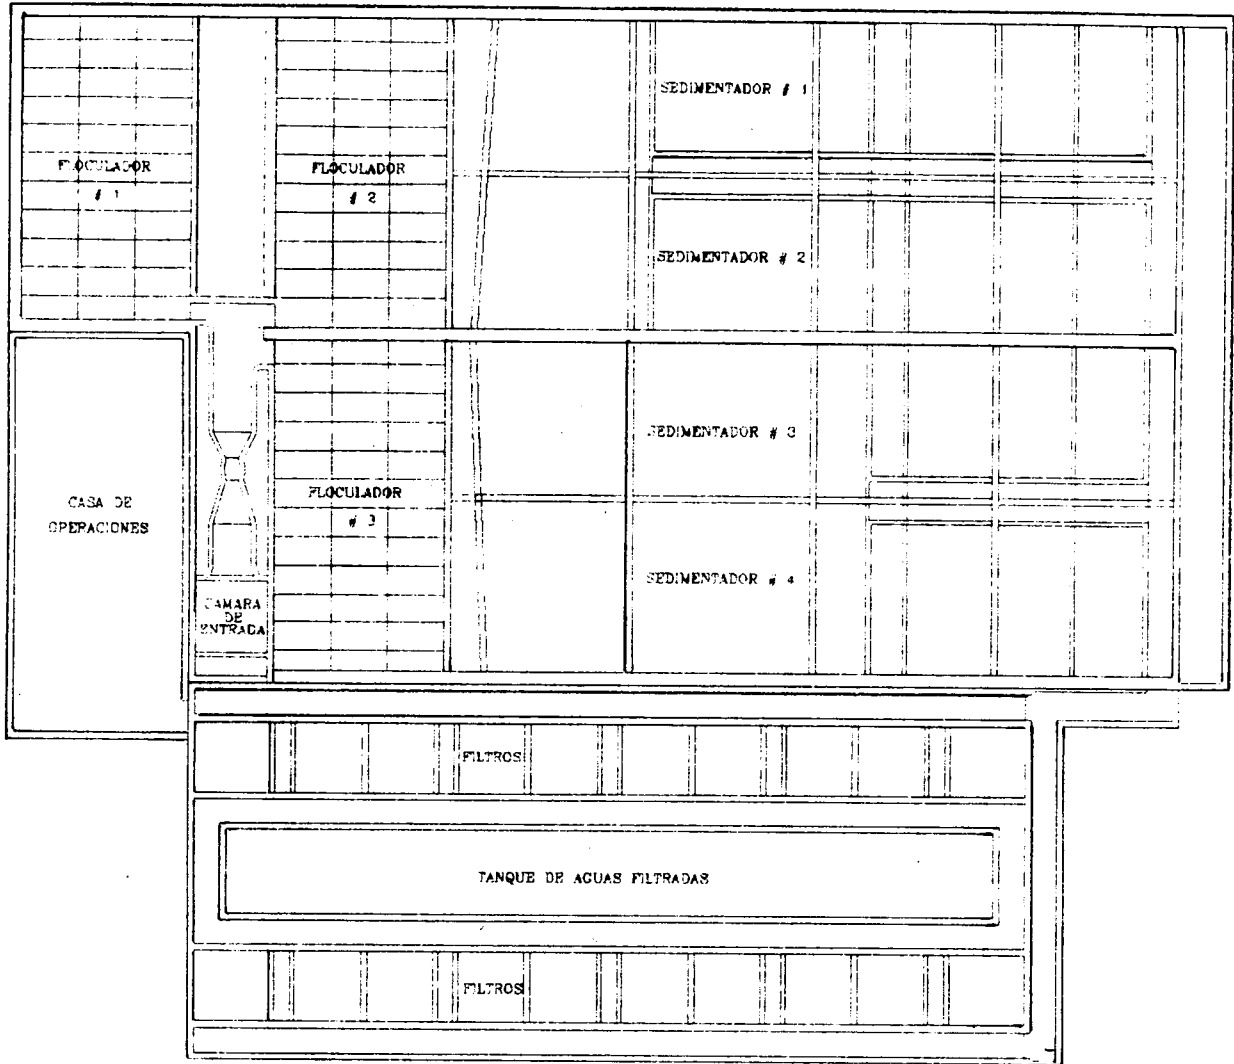 SEDIMENTADOR # 1
FLOCULADOR
# 1
FLOCULADOR
# 2
SEDIMENTADOR # 2
SEDIMENTADOR # 3
CASA DE
OPERACIONES
FLOCULADOR
# 3
SEDIMENTADOR # 4
CAMARA
DE
ENTRADA
FILTROS
TANQUE DE AGUAS FILTRADAS
FILTROS